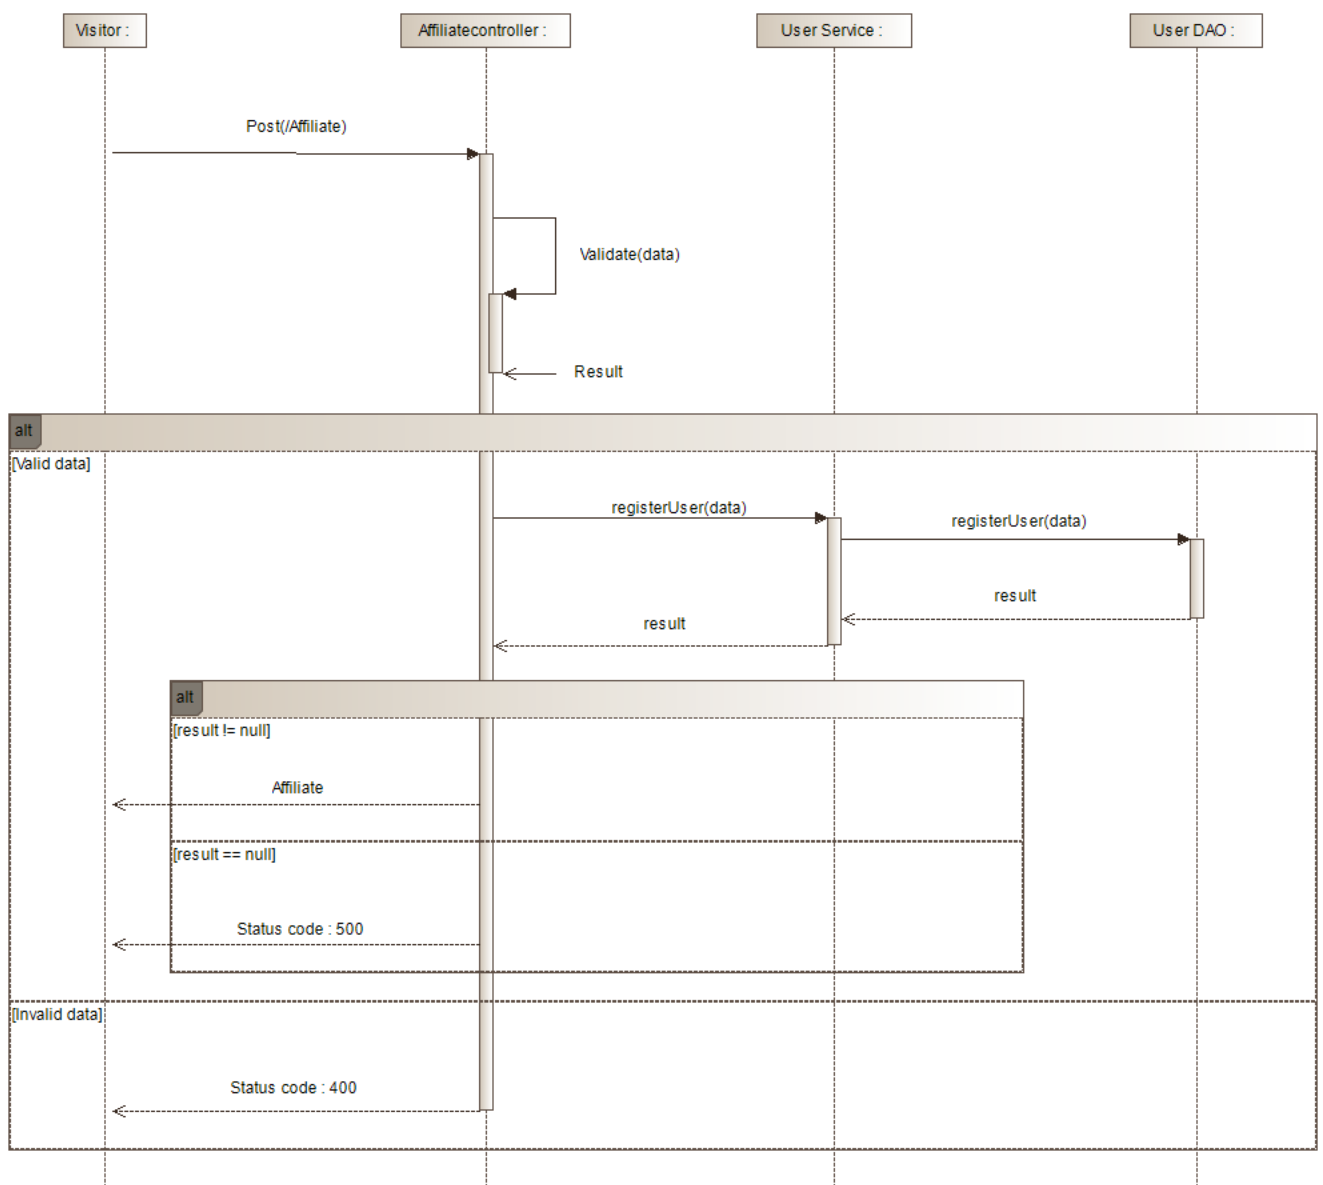 Visitor :
Affiliatecontroller :
User Service :
User DAO :
Post(/Affiliate)
Validate(data)
Result
alt
[Valid data]
registerUser(data)
registerUser(data)
result
result
alt
[result != null]
Affiliate
[result == null]
Status code : 500
[Invalid data]
Status code : 400